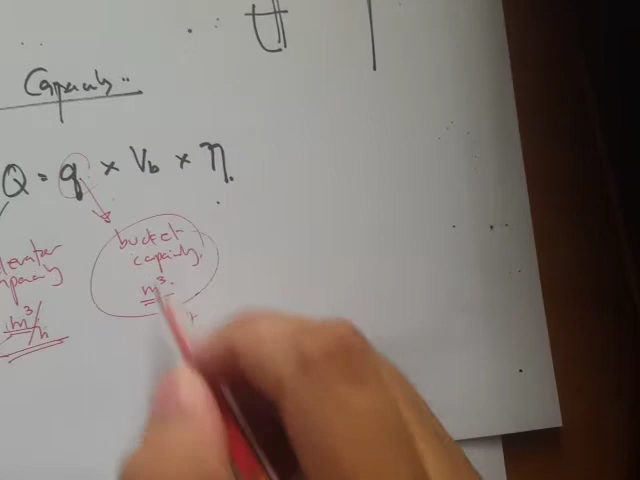 Capacity..
Q = q × Vb × η.
elevator
capacity
m³/h
bucket
capacity.
m³.